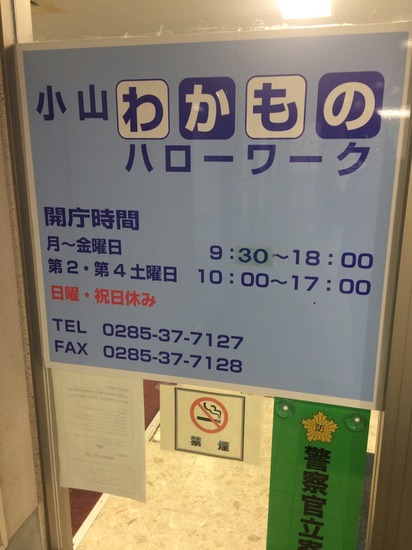 小山わかもの
ハローワーク
開庁時間
月～金曜日 9：30～18：00
第2・第4土曜日 10：00～17：00
日曜・祝日休み
TEL 0285-37-7127
FAX 0285-37-7128
禁煙
防
警察官立